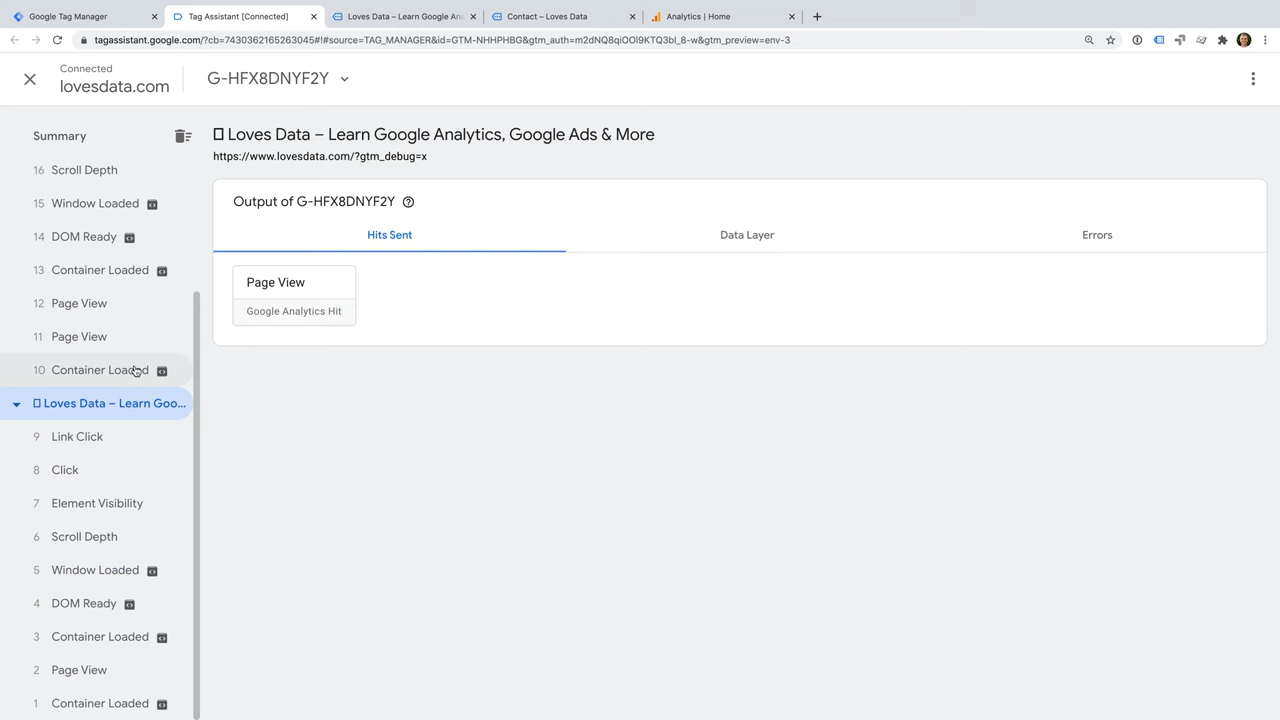 Google Tag Manager
Tag Assistant [Connected]
Loves Data – Learn Google Ana
Contact – Loves Data
Analytics | Home
tagassistant.google.com/?cb=7430362165263045#!#source=TAG_MANAGER&id=GTM-NHHPHBG&gtm_auth=m2dNQ8qiOOl9KTQ3bl_8-w&gtm_preview=env-3
Connected
lovesdata.com
G-HFX8DNYF2Y
Summary
16 Scroll Depth
15 Window Loaded
14 DOM Ready
13 Container Loaded
12 Page View
11 Page View
10 Container Loaded
Loves Data – Learn Goo...
9 Link Click
8 Click
7 Element Visibility
6 Scroll Depth
5 Window Loaded
4 DOM Ready
3 Container Loaded
2 Page View
1 Container Loaded
Loves Data – Learn Google Analytics, Google Ads & More
https://www.lovesdata.com/?gtm_debug=x
Output of G-HFX8DNYF2Y
Hits Sent
Data Layer
Errors
Page View
Google Analytics Hit